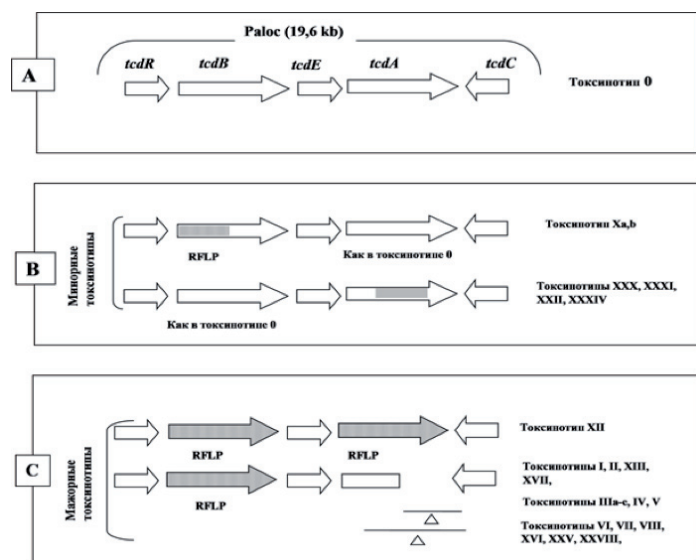 Paloc (19,6 kb)
tcdR tcdB tcdE tcdA tcdC
A
Токсинотип 0
Минорные
токсинотипы
B
Токсинотип Xa,b
RFLP
Как в токсинотипе 0
Токсинотипы XXX, XXXI,
XXII, XXXIV
Как в токсинотипе 0
Мажорные
токсинотипы
C
Токсинотип XII
RFLP RFLP
Токсинотипы I, II, XIII,
XVII,
RFLP
Токсинотипы IIIa-c, IV, V
Токсинотипы VI, VII, VIII,
XVI, XXV, XXVIII,